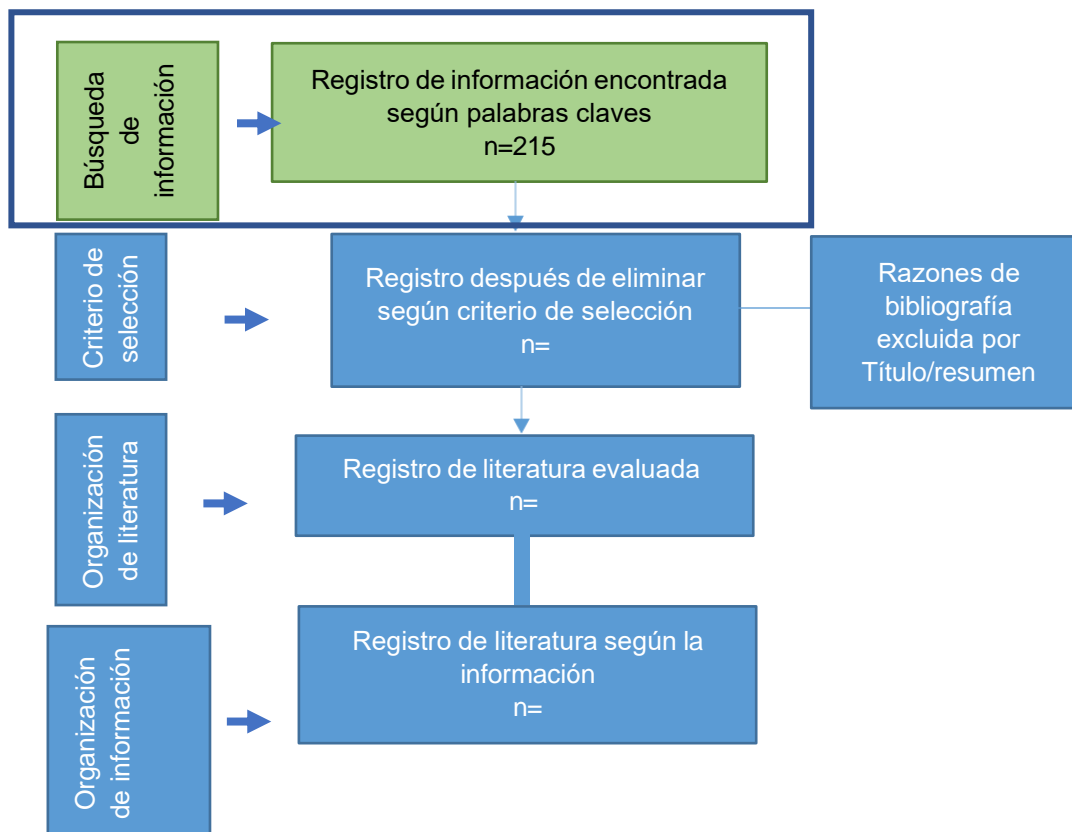 Búsqueda
de
información
Registro de información encontrada
según palabras claves
n=215
Criterio de
selección
Registro después de eliminar
según criterio de selección
n=
Razones de
bibliografía
excluida por
Título/resumen
Organización
de literatura
Registro de literatura evaluada
n=
Organización
de información
Registro de literatura según la
información
n=